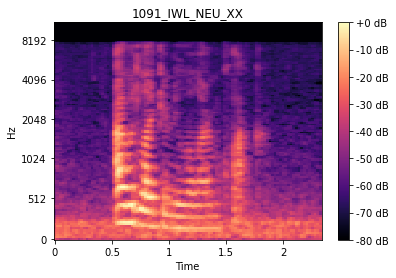 1091_IWL_NEU_XX
+0 dB
8192
-10 dB
4096
-20 dB
-30 dB
2048
-40 dB
Hz
1024
-50 dB
512
-60 dB
-70 dB
0
-80 dB
0 0.5 1 1.5 2
Time